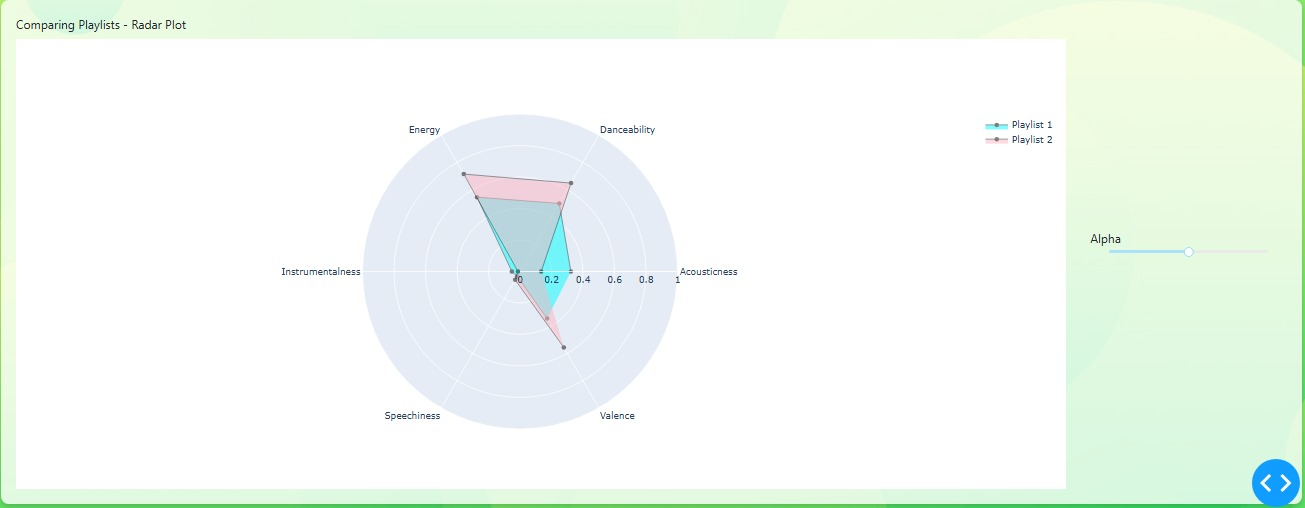 Comparing Playlists - Radar Plot
Playlist 1
Playlist 2
Energy
Danceability
Alpha
Instrumentalness
Acousticness
0 0.2 0.4 0.6 0.8 1
Speechiness
Valence